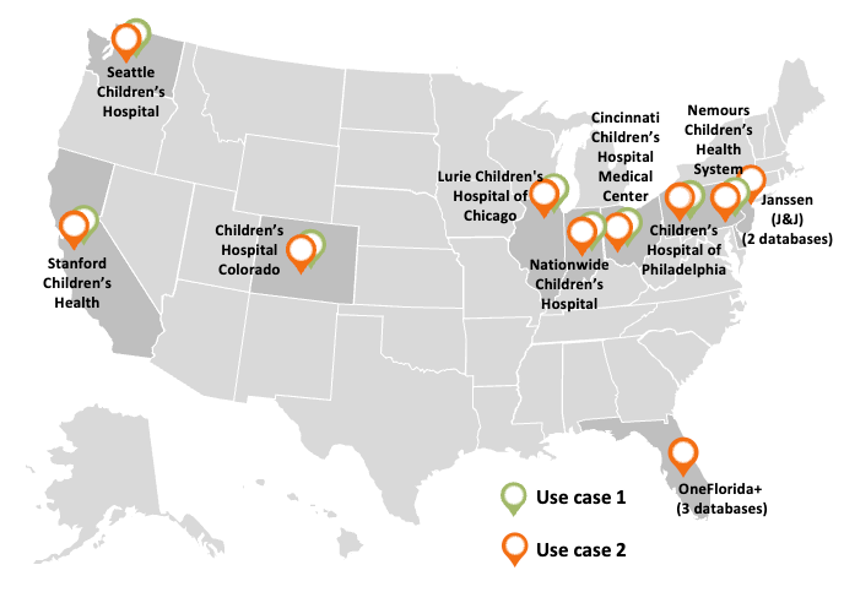 Seattle
Children's
Hospital
Stanford
Children's
Health
Children's
Hospital
Colorado
Lurie Children's
Hospital of
Chicago
Nationwide
Children's
Hospital
Cincinnati
Children's
Hospital
Medical
Center
Nemours
Children's
Health
System
Children's
Hospital of
Philadelphia
Janssen
(J&J)
(2 databases)
OneFlorida+
(3 databases)
Use case 1
Use case 2